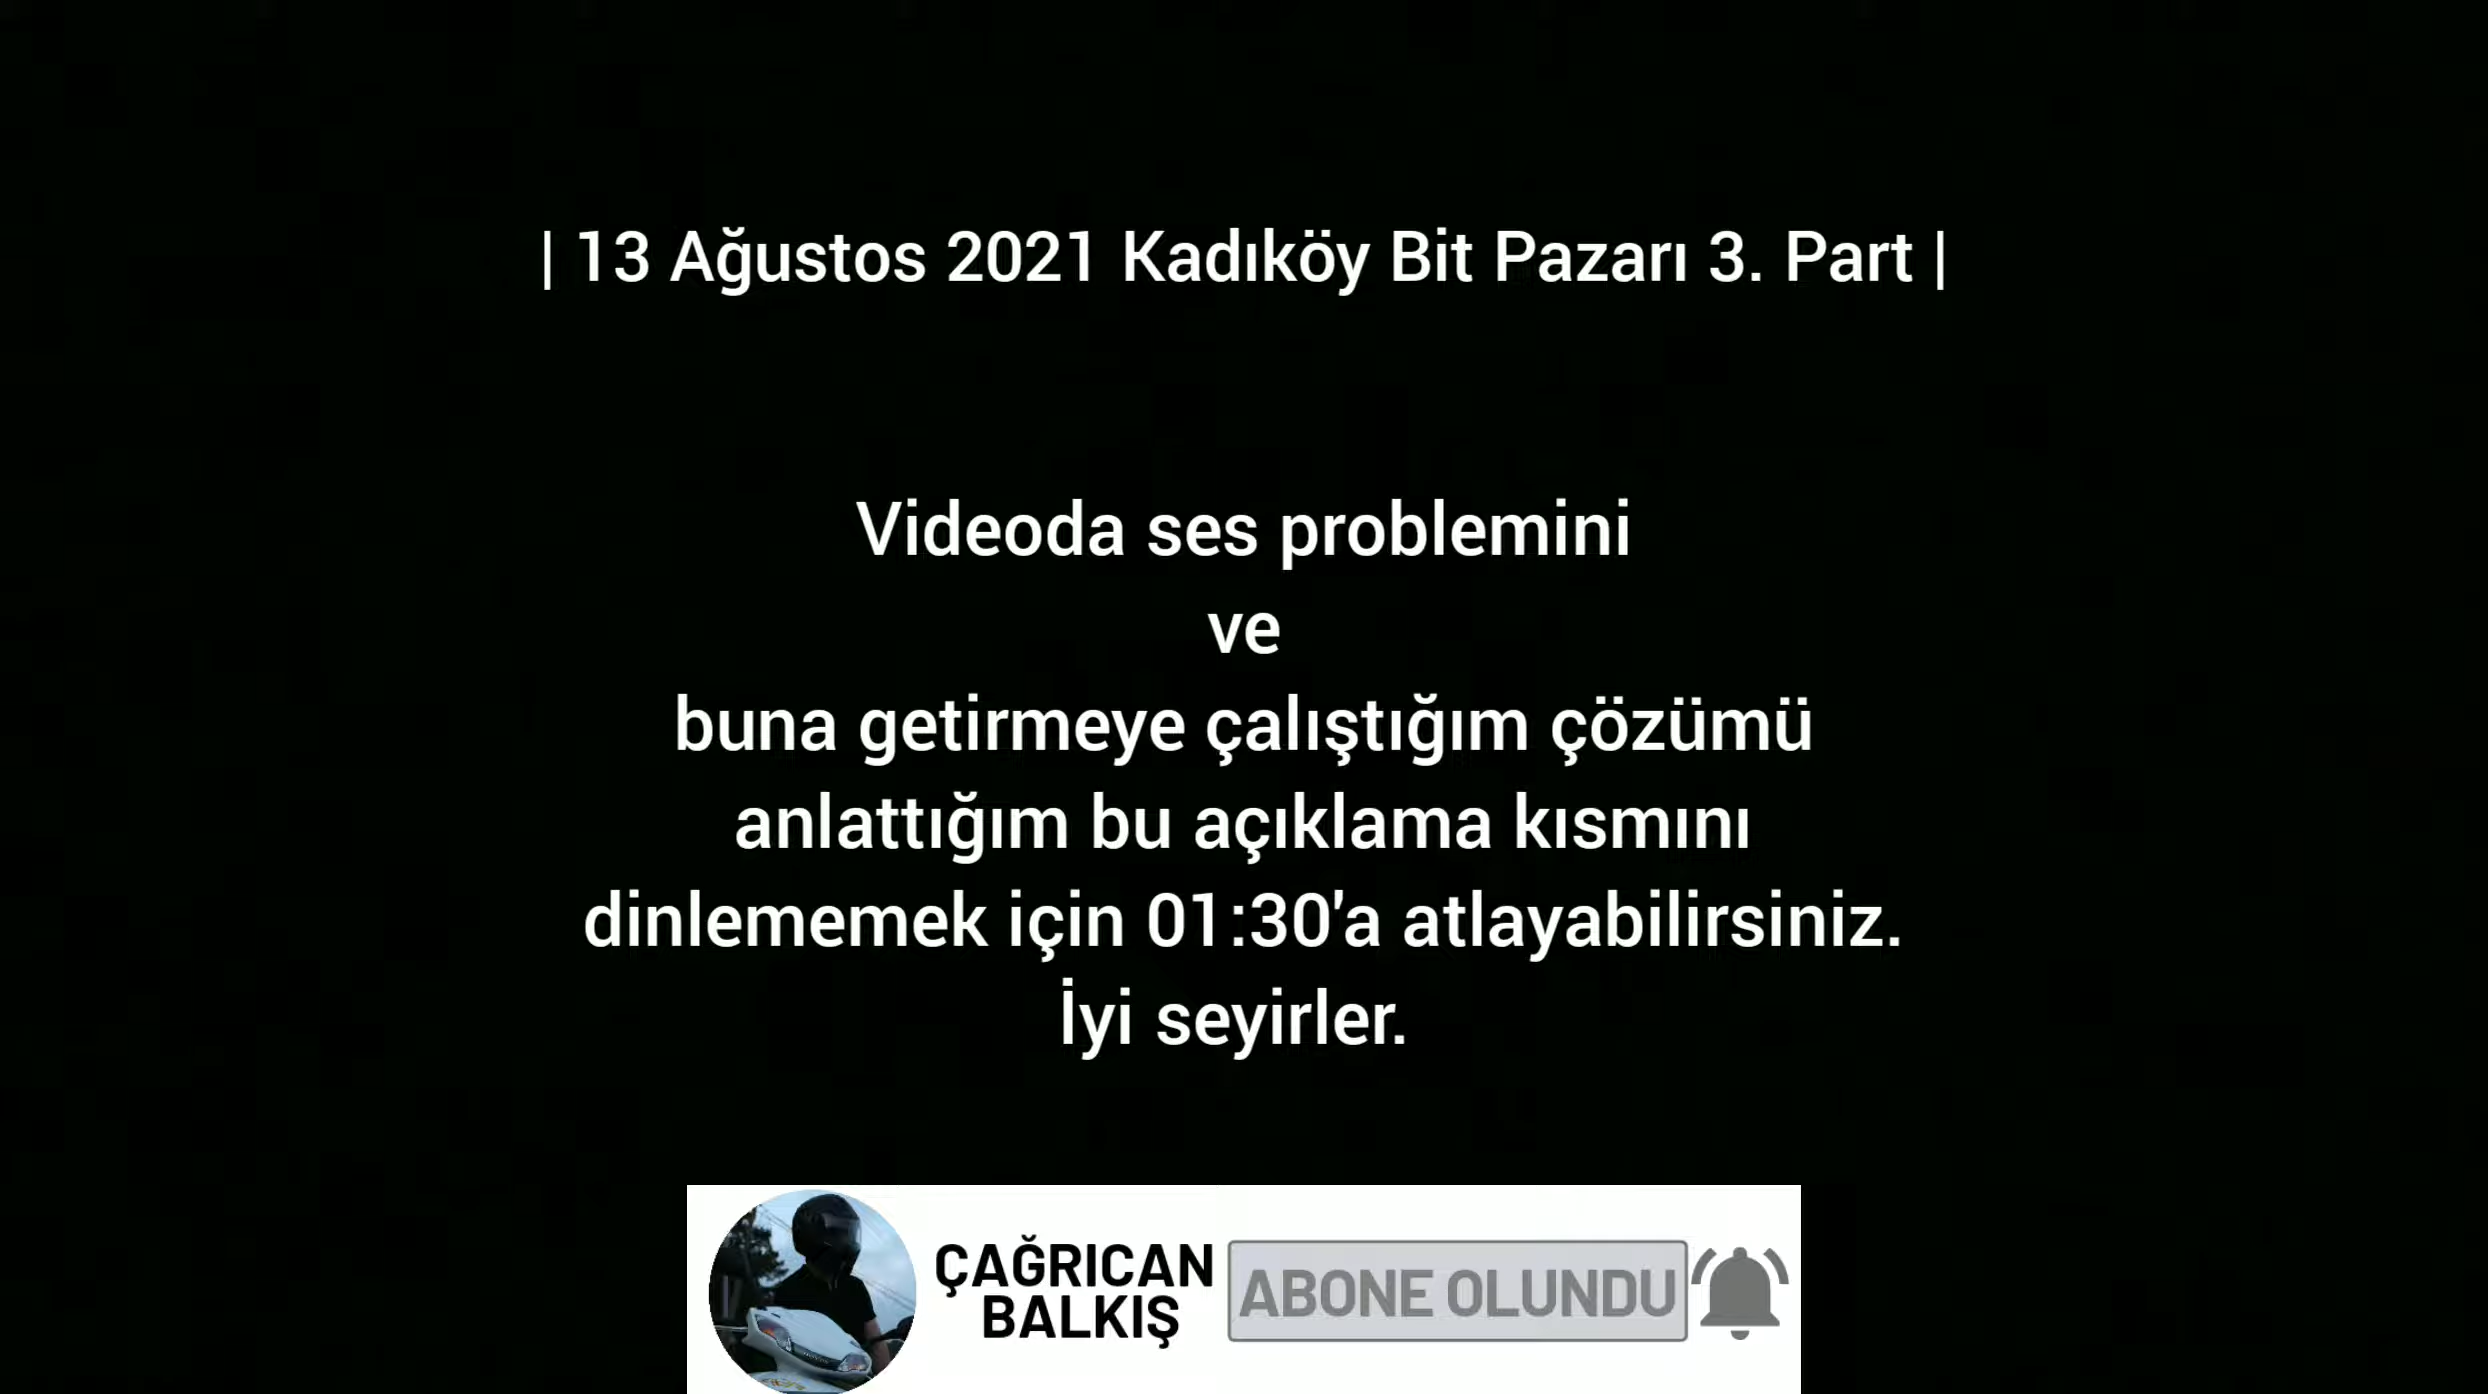 | 13 Ağustos 2021 Kadıköy Bit Pazarı 3. Part |
Videoda ses problemini
ve
buna getirmeye çalıştığım çözümü
anlattığım bu açıklama kısmını
dinlememek için 01:30'a atlayabilirsiniz.
İyi seyirler.
ÇAĞRICAN
BALKIŞ
ABONE OLUNDU